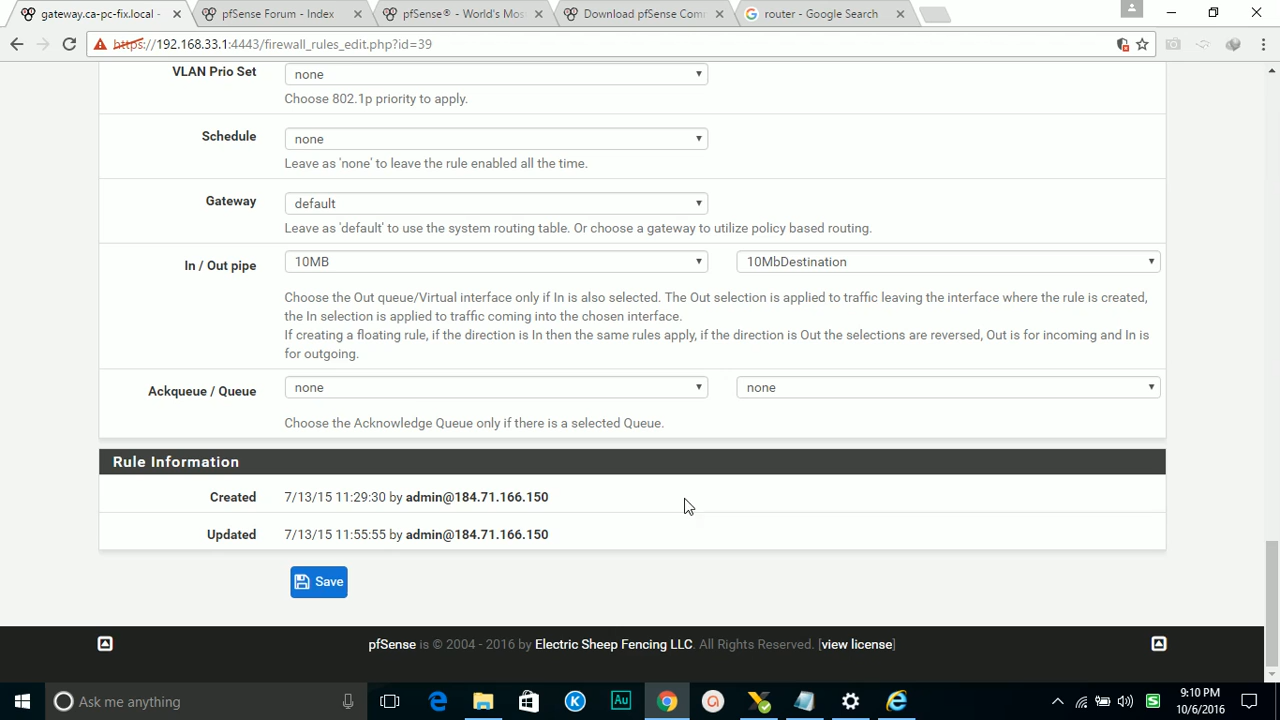 gateway.ca-pc-fix.local -
pfSense Forum - Index
pfSense® - World's Mos
Download pfSense Com
router - Google Search
https://192.168.33.1:4443/firewall_rules_edit.php?id=39
VLAN Prio Set
none
Choose 802.1p priority to apply.
Schedule
none
Leave as 'none' to leave the rule enabled all the time.
Gateway
default
Leave as 'default' to use the system routing table. Or choose a gateway to utilize policy based routing.
In / Out pipe
10MB
10MbDestination
Choose the Out queue/Virtual interface only if In is also selected. The Out selection is applied to traffic leaving the interface where the rule is created,
the In selection is applied to traffic coming into the chosen interface.
If creating a floating rule, if the direction is In then the same rules apply, if the direction is Out the selections are reversed, Out is for incoming and In is
for outgoing.
Ackqueue / Queue
none
none
Choose the Acknowledge Queue only if there is a selected Queue.
Rule Information
Created
7/13/15 11:29:30 by admin@184.71.166.150
Updated
7/13/15 11:55:55 by admin@184.71.166.150
Save
pfSense is © 2004 - 2016 by Electric Sheep Fencing LLC. All Rights Reserved. [view license]
Ask me anything
K
Au
S
9:10 PM
10/6/2016